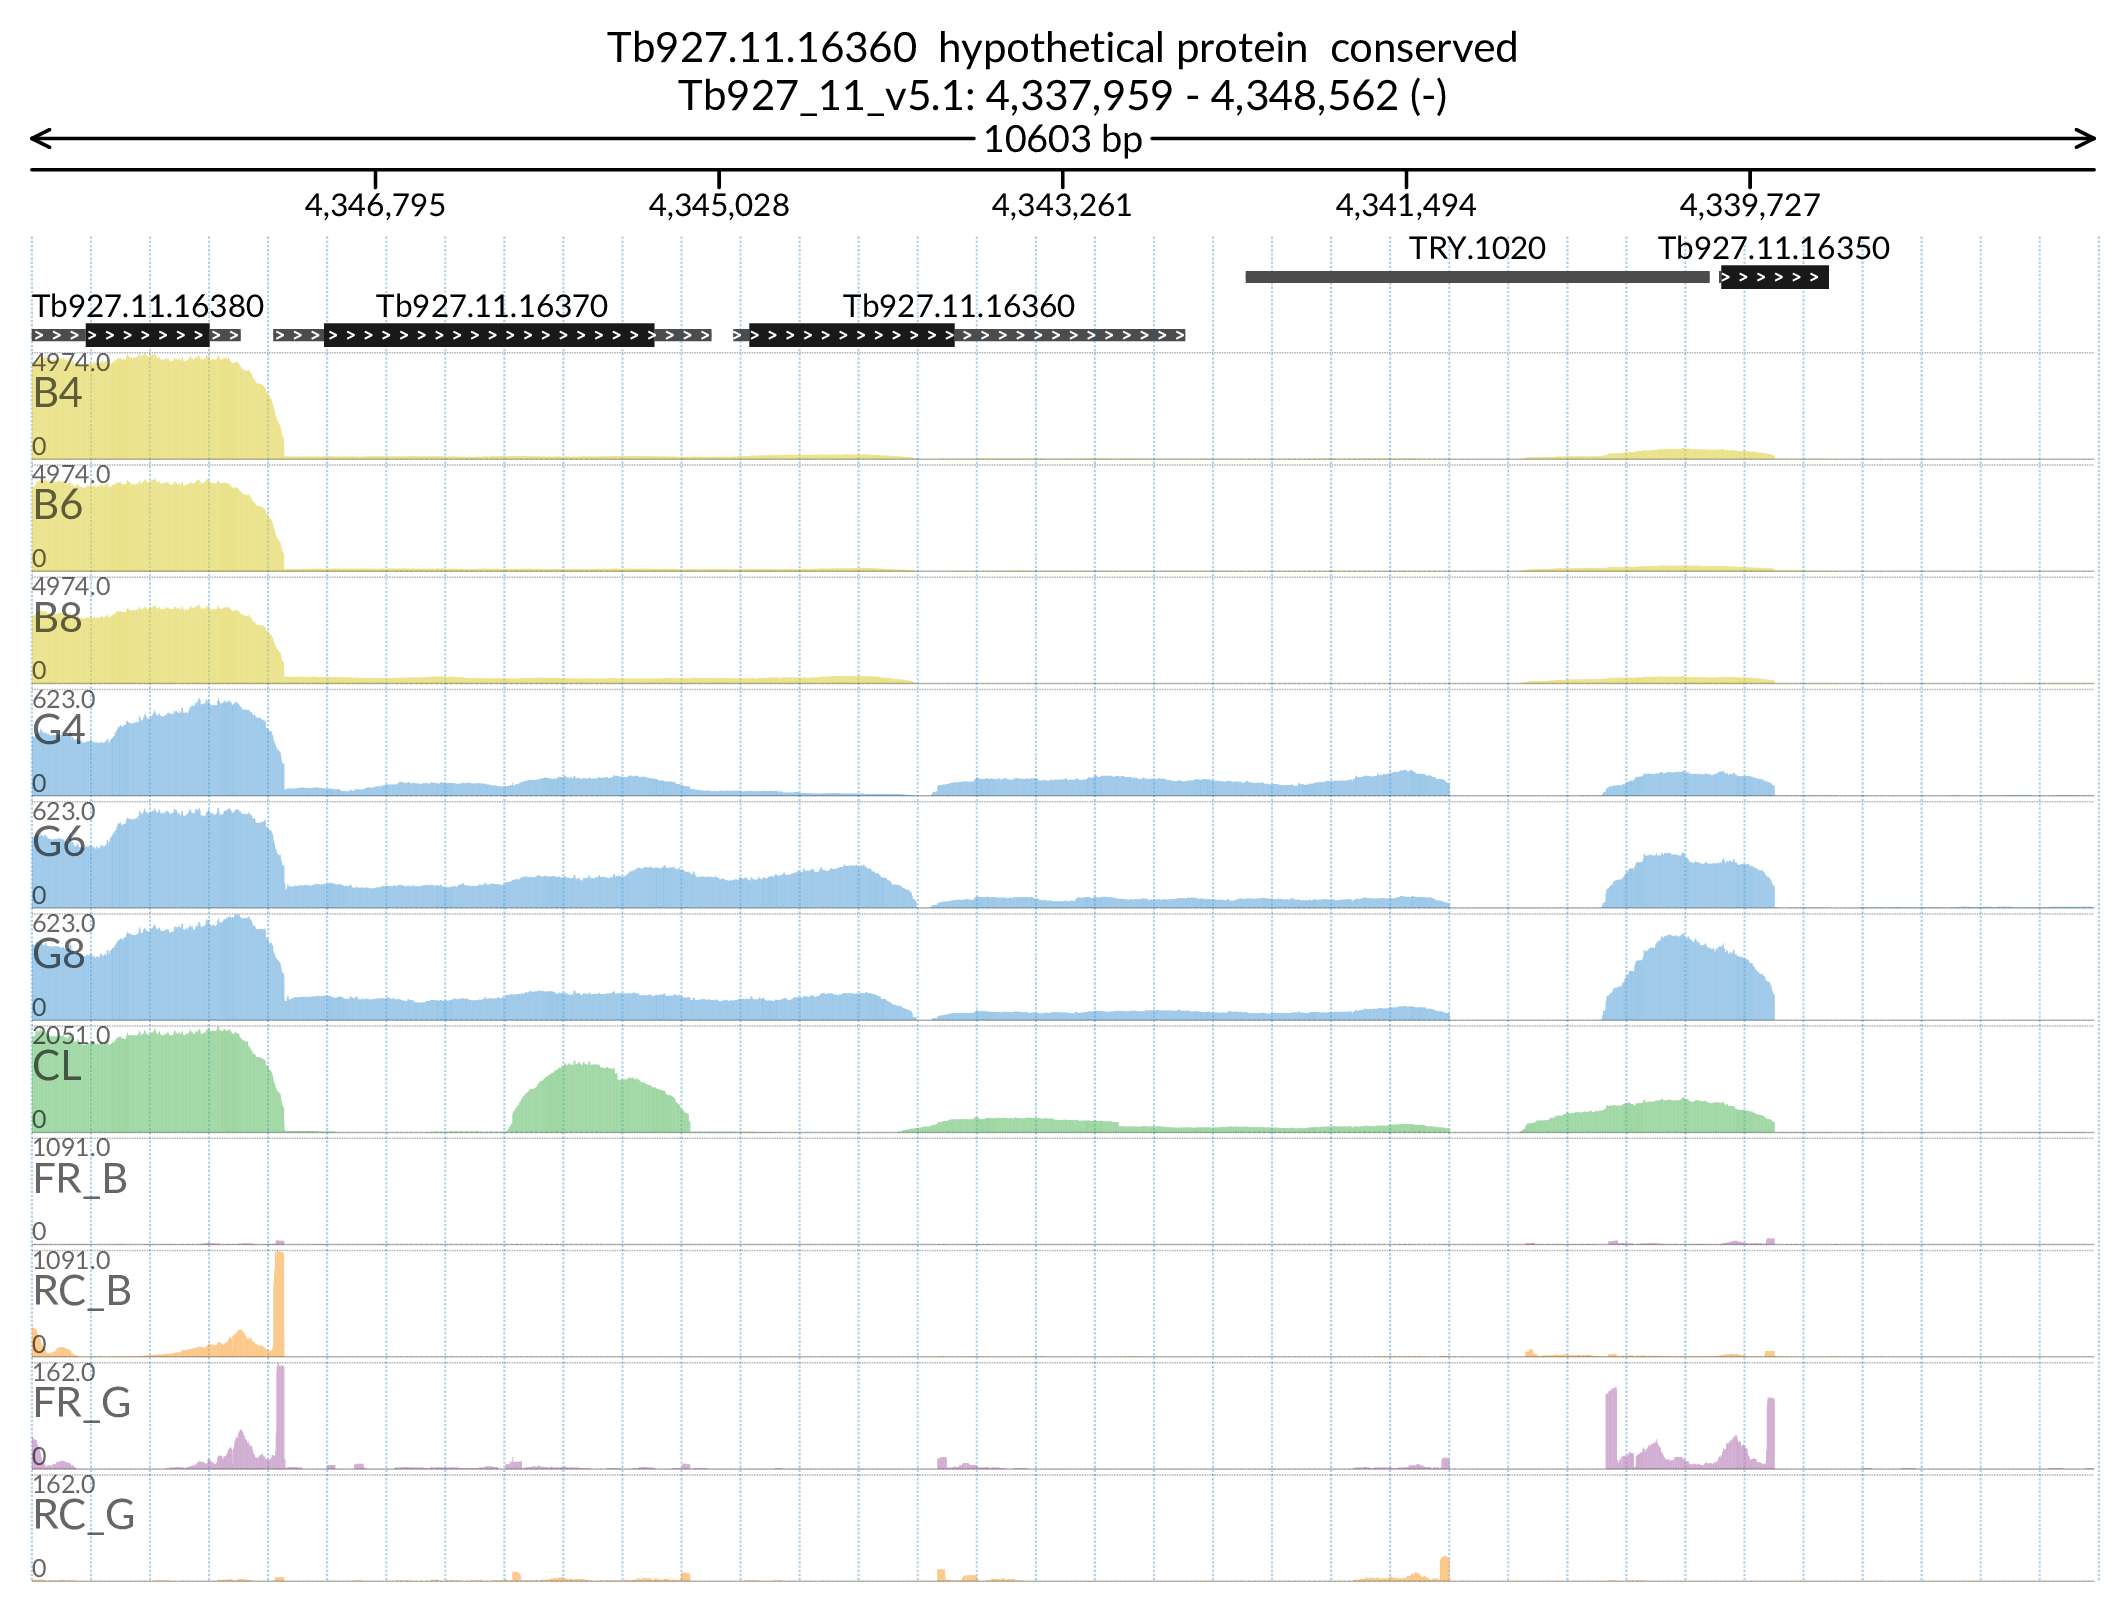 Tb927.11.16360 hypothetical protein conserved
Tb927_11_v5.1: 4,337,959 - 4,348,562 (-)
10603 bp
4,346,795 4,345,028 4,343,261 4,341,494 4,339,727
TRY.1020 Tb927.11.16350
Tb927.11.16380 Tb927.11.16370 Tb927.11.16360
4974.0
B4
0
4974.0
B6
0
4974.0
B8
0
623.0
G4
0
623.0
G6
0
623.0
G8
0
2051.0
CL
0
1091.0
FR_B
0
1091.0
RC_B
0
162.0
FR_G
0
162.0
RC_G
0